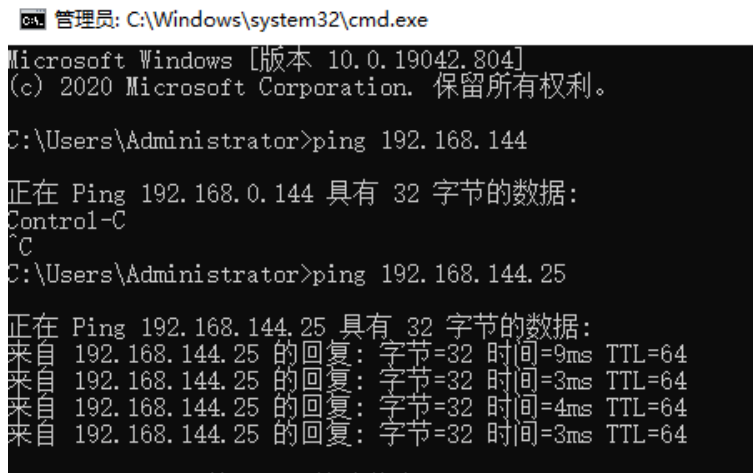 管理员: C:\Windows\system32\cmd.exe
Microsoft Windows [版本 10.0.19042.804]
(c) 2020 Microsoft Corporation. 保留所有权利。
C:\Users\Administrator>ping 192.168.144
正在 Ping 192.168.0.144 具有 32 字节的数据:
Control-C
^C
C:\Users\Administrator>ping 192.168.144.25
正在 Ping 192.168.144.25 具有 32 字节的数据:
来自 192.168.144.25 的回复: 字节=32 时间=9ms TTL=64
来自 192.168.144.25 的回复: 字节=32 时间=3ms TTL=64
来自 192.168.144.25 的回复: 字节=32 时间=4ms TTL=64
来自 192.168.144.25 的回复: 字节=32 时间=3ms TTL=64